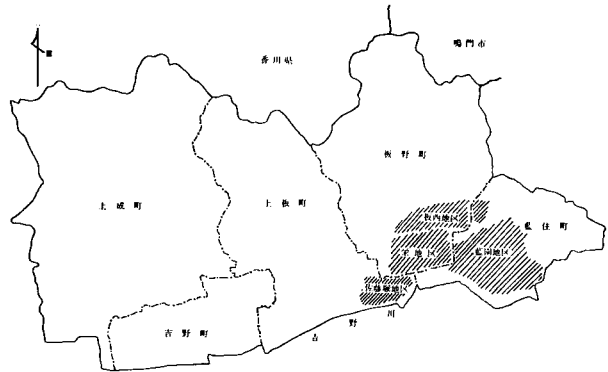 香川県
鳴門市
板野町
土成町
上板町
板西地区
藍住町
藍園地区
吉野町
吉野川